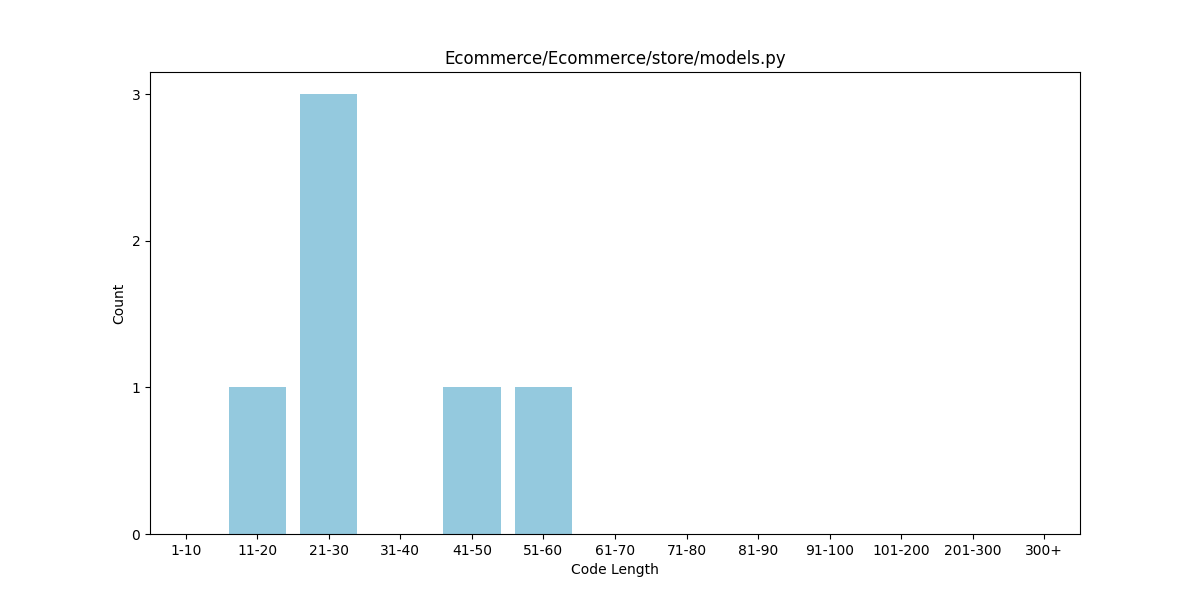 Ecommerce/Ecommerce/store/models.py
3
2
1
0
Count
1-10 11-20 21-30 31-40 41-50 51-60 61-70 71-80 81-90 91-100 101-200 201-300 300+
Code Length